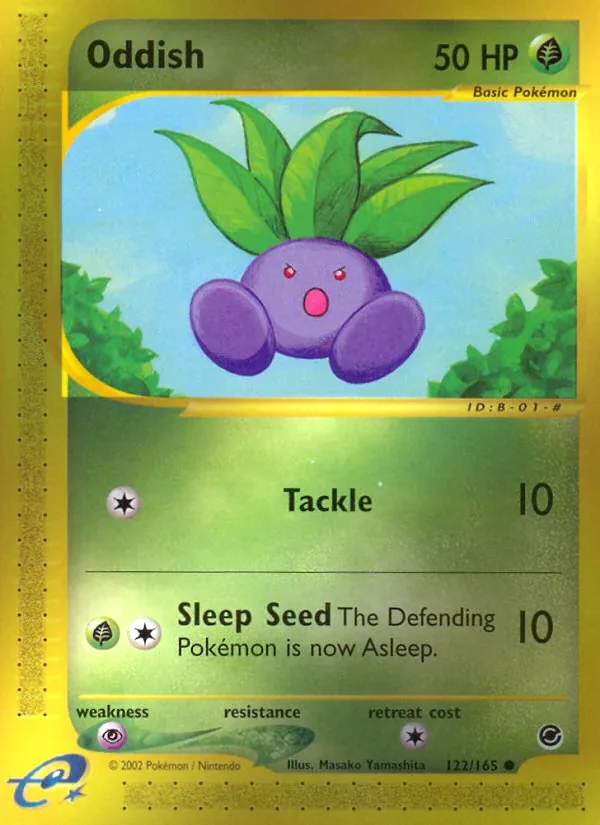 Oddish 50 HP
Basic Pokémon
ID:B-01-#
Tackle 10
Sleep Seed The Defending
Pokémon is now Asleep. 10
weakness resistance retreat cost
© 2002 Pokémon / Nintendo Illus. Masako Yamashita 122/165
e